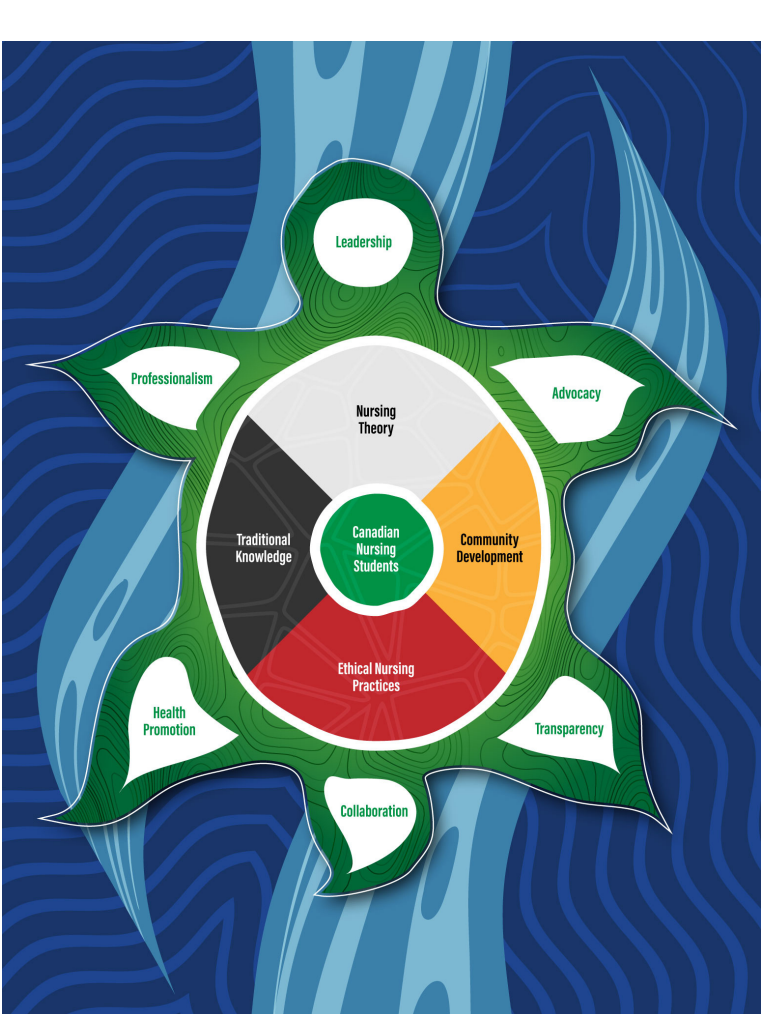 Leadership
Professionalism
Advocacy
Nursing
Theory
Traditional
Knowledge
Canadian
Nursing
Students
Community
Development
Ethical Nursing
Practices
Health
Promotion
Transparency
Collaboration